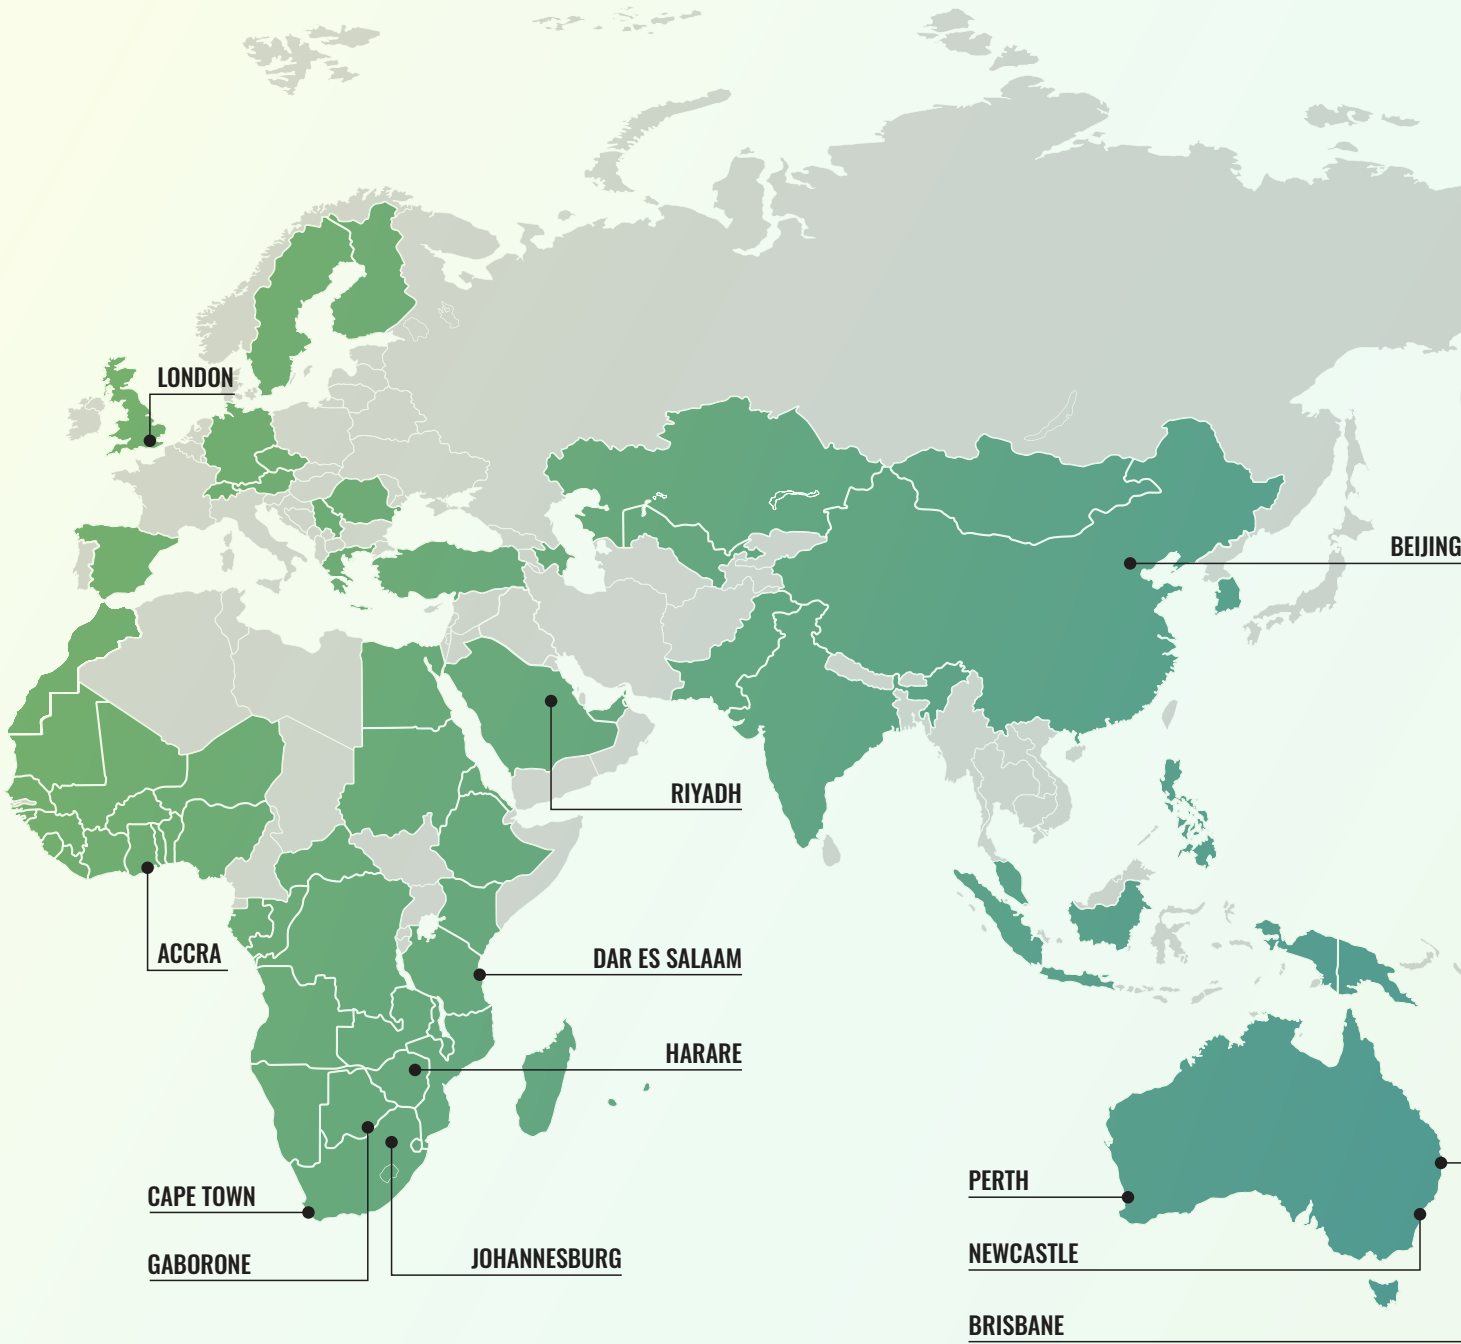 LONDON
BEIJING
RIYADH
ACCRA
DAR ES SALAAM
HARARE
PERTH
CAPE TOWN
NEWCASTLE
GABORONE
JOHANNESBURG
BRISBANE